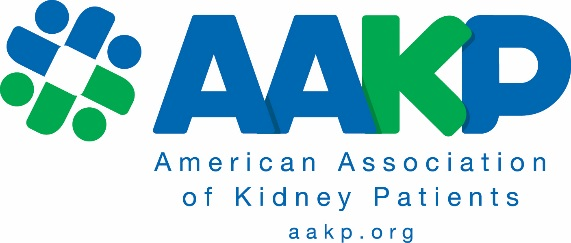 AAKP
American Association
of Kidney Patients
aakp.org